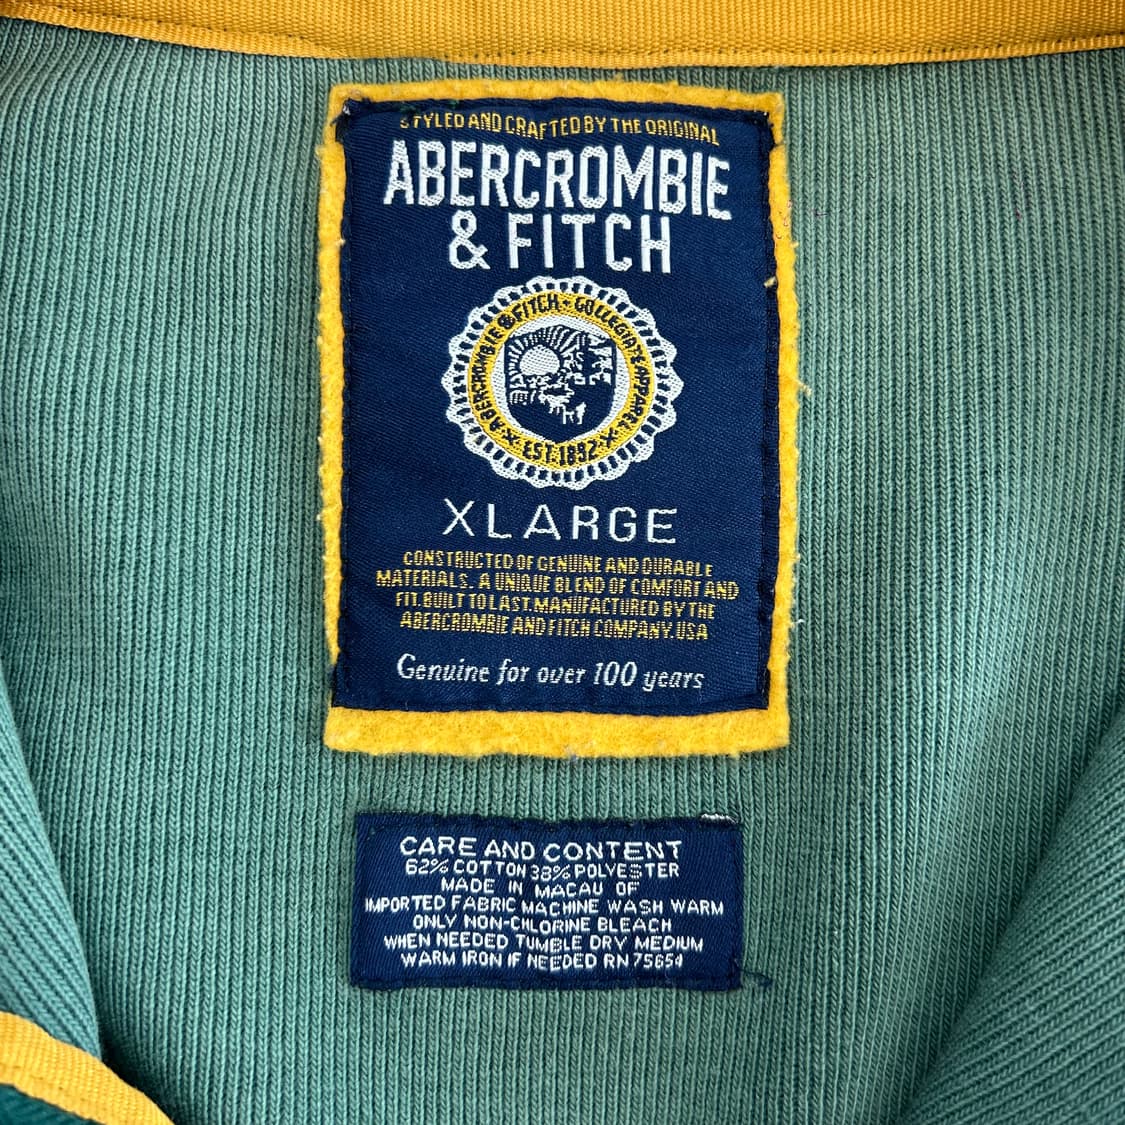 STYLED AND CRAFTED BY THE ORIGINAL
ABERCROMBIE
& FITCH
ABERCROMBIE & FITCH • COLLEGIATE APPAREL
EST. 1892
XLARGE
CONSTRUCTED OF GENUINE AND DURABLE
MATERIALS. A UNIQUE BLEND OF COMFORT AND
FIT. BUILT TO LAST. MANUFACTURED BY THE
ABERCROMBIE AND FITCH COMPANY. USA
Genuine for over 100 years
CARE AND CONTENT
62% COTTON 38% POLYESTER
MADE IN MACAU OF
IMPORTED FABRIC MACHINE WASH WARM
ONLY NON-CHLORINE BLEACH
WHEN NEEDED TUMBLE DRY MEDIUM
WARM IRON IF NEEDED RN 75654